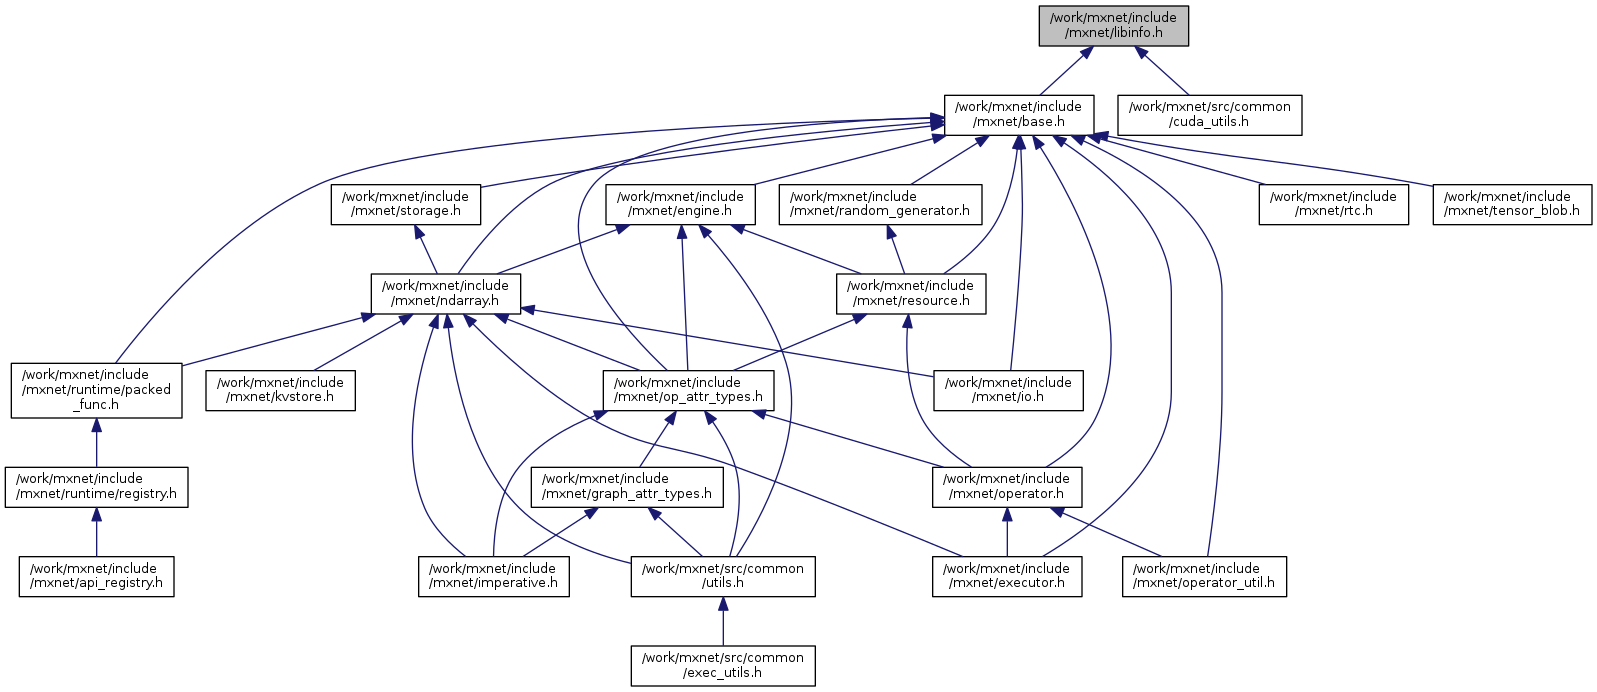 /work/mxnet/include
/mxnet/libinfo.h
/work/mxnet/include
/mxnet/base.h
/work/mxnet/src/common
/cuda_utils.h
/work/mxnet/include
/mxnet/storage.h
/work/mxnet/include
/mxnet/engine.h
/work/mxnet/include
/mxnet/random_generator.h
/work/mxnet/include
/mxnet/rtc.h
/work/mxnet/include
/mxnet/tensor_blob.h
/work/mxnet/include
/mxnet/ndarray.h
/work/mxnet/include
/mxnet/resource.h
/work/mxnet/include
/mxnet/runtime/packed
_func.h
/work/mxnet/include
/mxnet/kvstore.h
/work/mxnet/include
/mxnet/op_attr_types.h
/work/mxnet/include
/mxnet/io.h
/work/mxnet/include
/mxnet/runtime/registry.h
/work/mxnet/include
/mxnet/graph_attr_types.h
/work/mxnet/include
/mxnet/operator.h
/work/mxnet/include
/mxnet/api_registry.h
/work/mxnet/include
/mxnet/imperative.h
/work/mxnet/src/common
/utils.h
/work/mxnet/include
/mxnet/executor.h
/work/mxnet/include
/mxnet/operator_util.h
/work/mxnet/src/common
/exec_utils.h